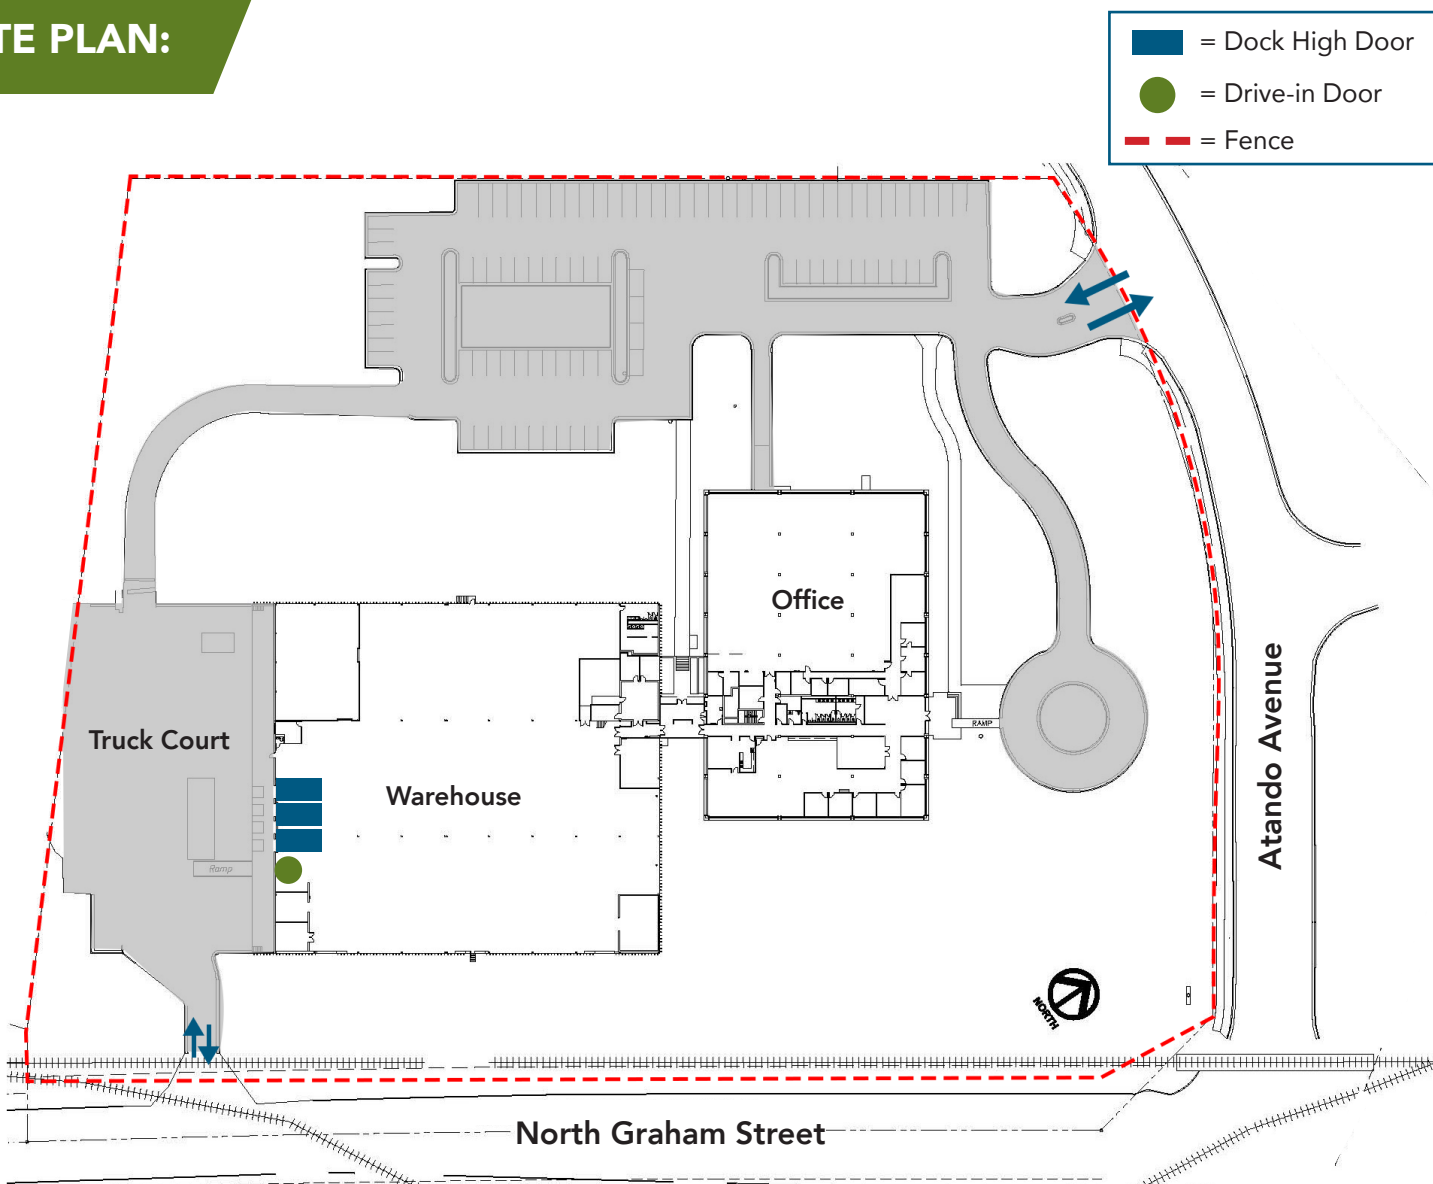 TE PLAN:
= Dock High Door
= Drive-in Door
= Fence
Office
Truck Court
Warehouse
RAMP
Ramp
Atando Avenue
NORTH
North Graham Street